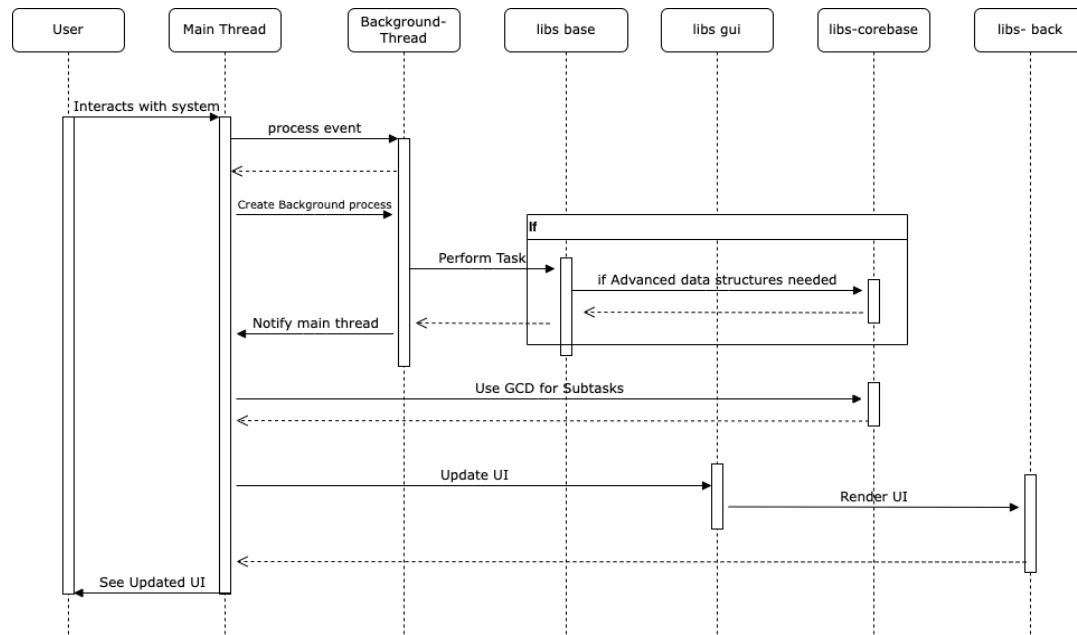 User
Main Thread
Background-
Thread
libs base
libs gui
libs-corebase
libs- back
Interacts with system
process event
Create Background process
If
Perform Task
if Advanced data structures needed
Notify main thread
Use GCD for Subtasks
Update UI
Render UI
See Updated UI